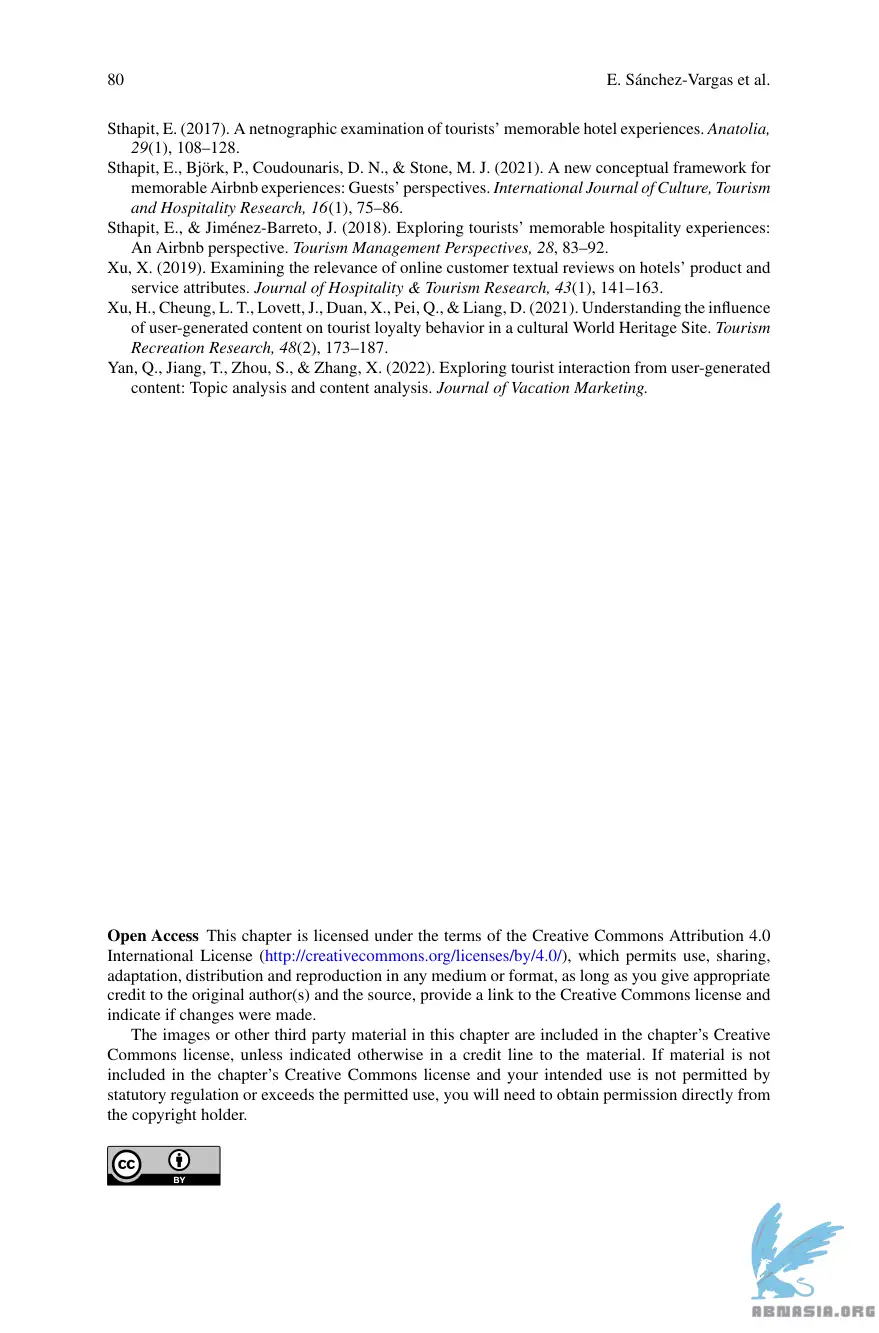 80
E. Sánchez-Vargas et al.
Sthapit, E. (2017). A netnographic examination of tourists’ memorable hotel experiences. Anatolia,
29(1), 108–128.
Sthapit, E., Björk, P., Coudounaris, D. N., & Stone, M. J. (2021). A new conceptual framework for
memorable Airbnb experiences: Guests’ perspectives. International Journal of Culture, Tourism
and Hospitality Research, 16(1), 75–86.
Sthapit, E., & Jiménez-Barreto, J. (2018). Exploring tourists’ memorable hospitality experiences:
An Airbnb perspective. Tourism Management Perspectives, 28, 83–92.
Xu, X. (2019). Examining the relevance of online customer textual reviews on hotels’ product and
service attributes. Journal of Hospitality & Tourism Research, 43(1), 141–163.
Xu, H., Cheung, L. T., Lovett, J., Duan, X., Pei, Q., & Liang, D. (2021). Understanding the influence
of user-generated content on tourist loyalty behavior in a cultural World Heritage Site. Tourism
Recreation Research, 48(2), 173–187.
Yan, Q., Jiang, T., Zhou, S., & Zhang, X. (2022). Exploring tourist interaction from user-generated
content: Topic analysis and content analysis. Journal of Vacation Marketing.
Open Access This chapter is licensed under the terms of the Creative Commons Attribution 4.0
International License (http://creativecommons.org/licenses/by/4.0/), which permits use, sharing,
adaptation, distribution and reproduction in any medium or format, as long as you give appropriate
credit to the original author(s) and the source, provide a link to the Creative Commons license and
indicate if changes were made.
The images or other third party material in this chapter are included in the chapter’s Creative
Commons license, unless indicated otherwise in a credit line to the material. If material is not
included in the chapter’s Creative Commons license and your intended use is not permitted by
statutory regulation or exceeds the permitted use, you will need to obtain permission directly from
the copyright holder.
cc
BY
ABNASIA.ORG